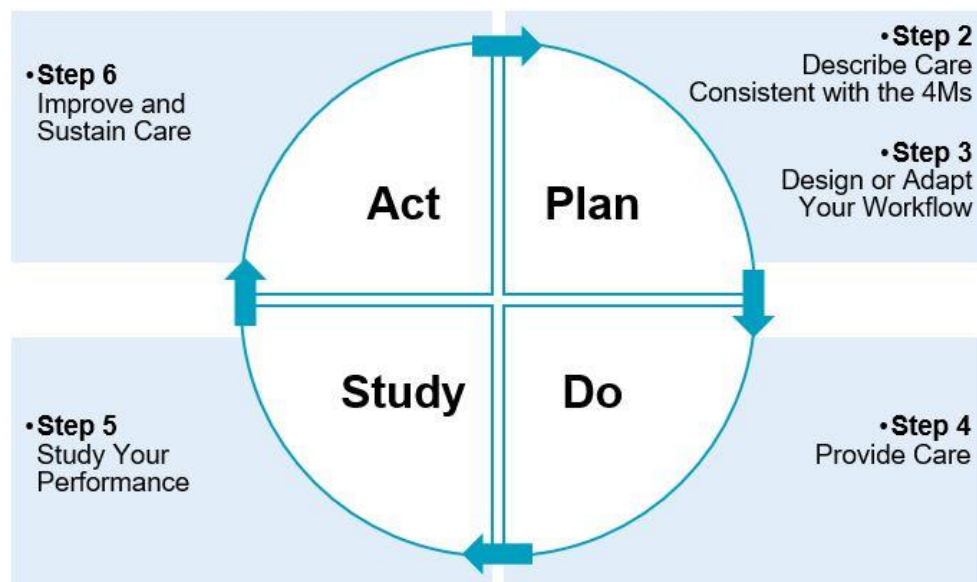 •Step 6
Improve and
Sustain Care
•Step 2
Describe Care
Consistent with the 4Ms
•Step 3
Design or Adapt
Your Workflow
Act
Plan
Study
Do
•Step 5
Study Your
Performance
•Step 4
Provide Care